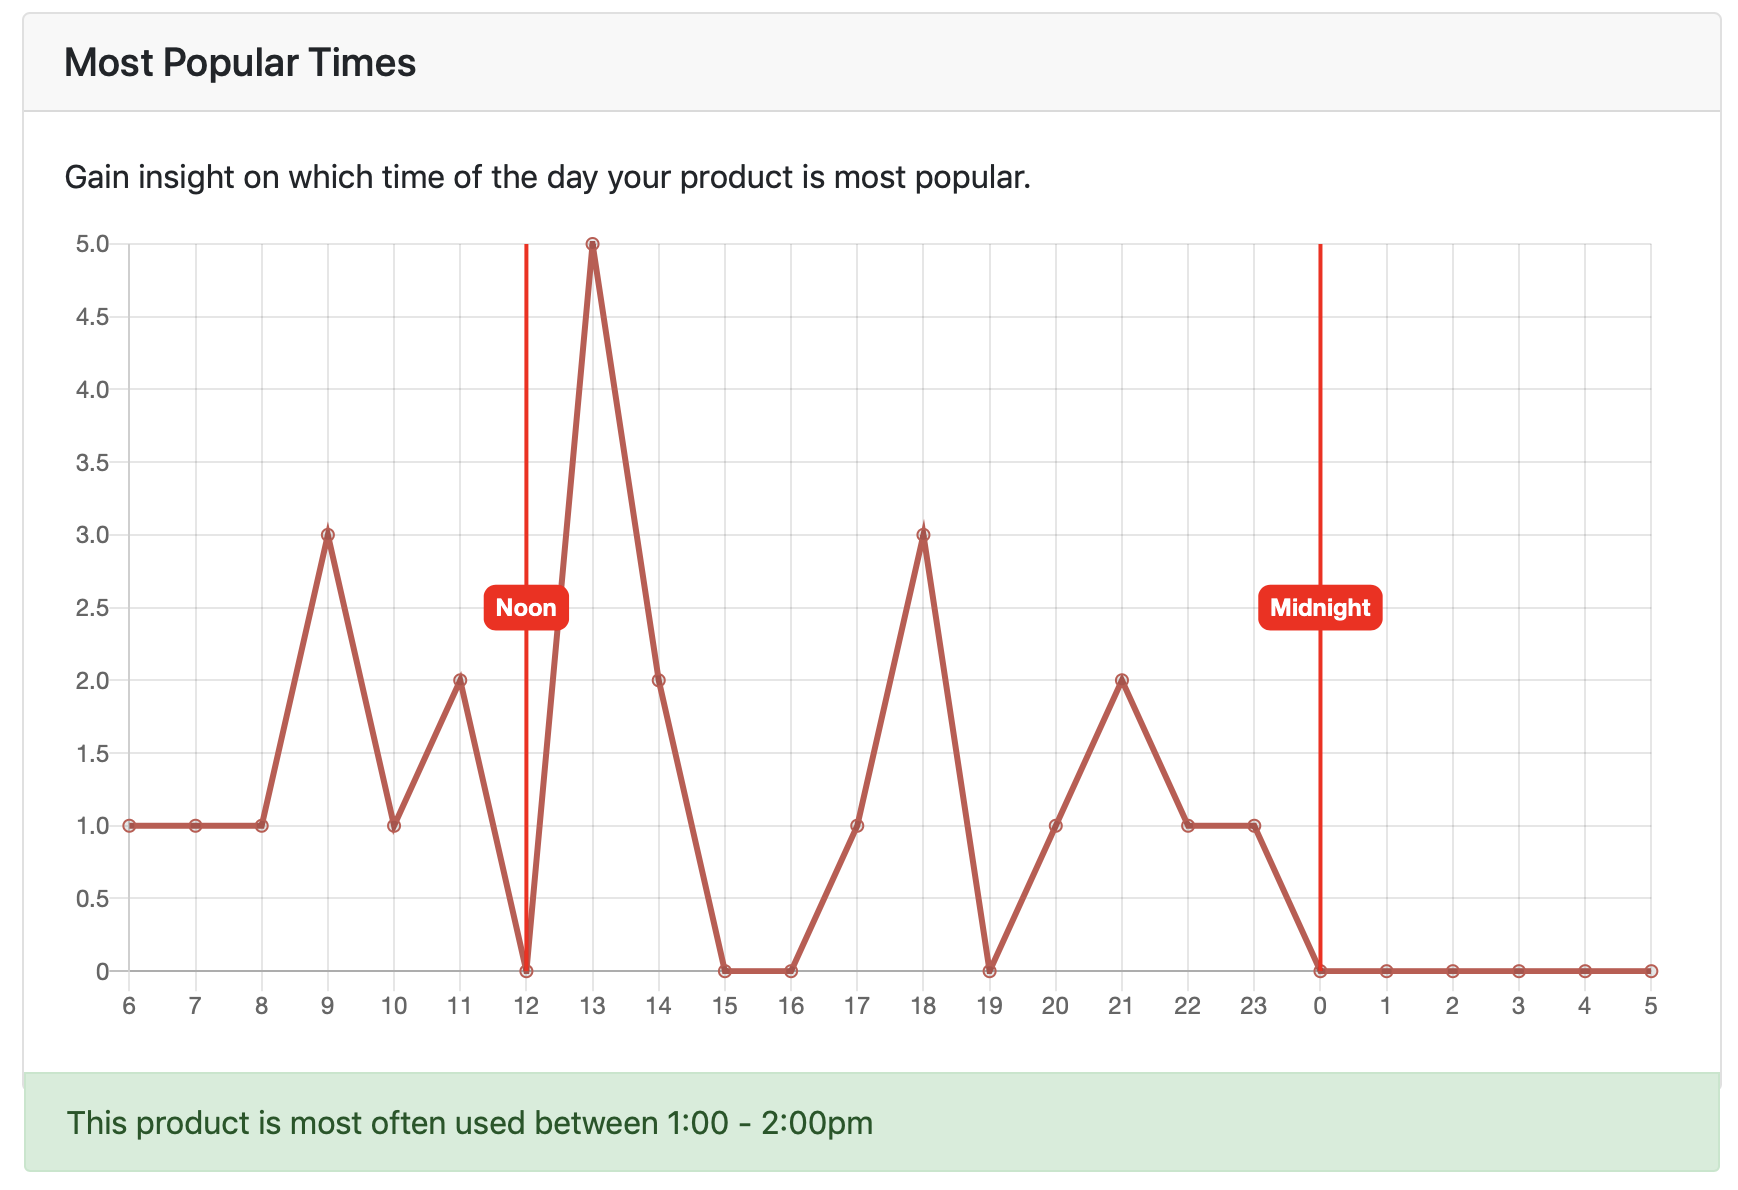 Most Popular Times
Gain insight on which time of the day your product is most popular.
5.0
4.5
4.0
3.5
3.0
Noon
Midnight
2.5
2.0
1.5
1.0
0.5
0
6 7 8 9 10 11 12 13 14 15 16 17 18 19 20 21 22 23 0 1 2 3 4 5
This product is most often used between 1:00 - 2:00pm